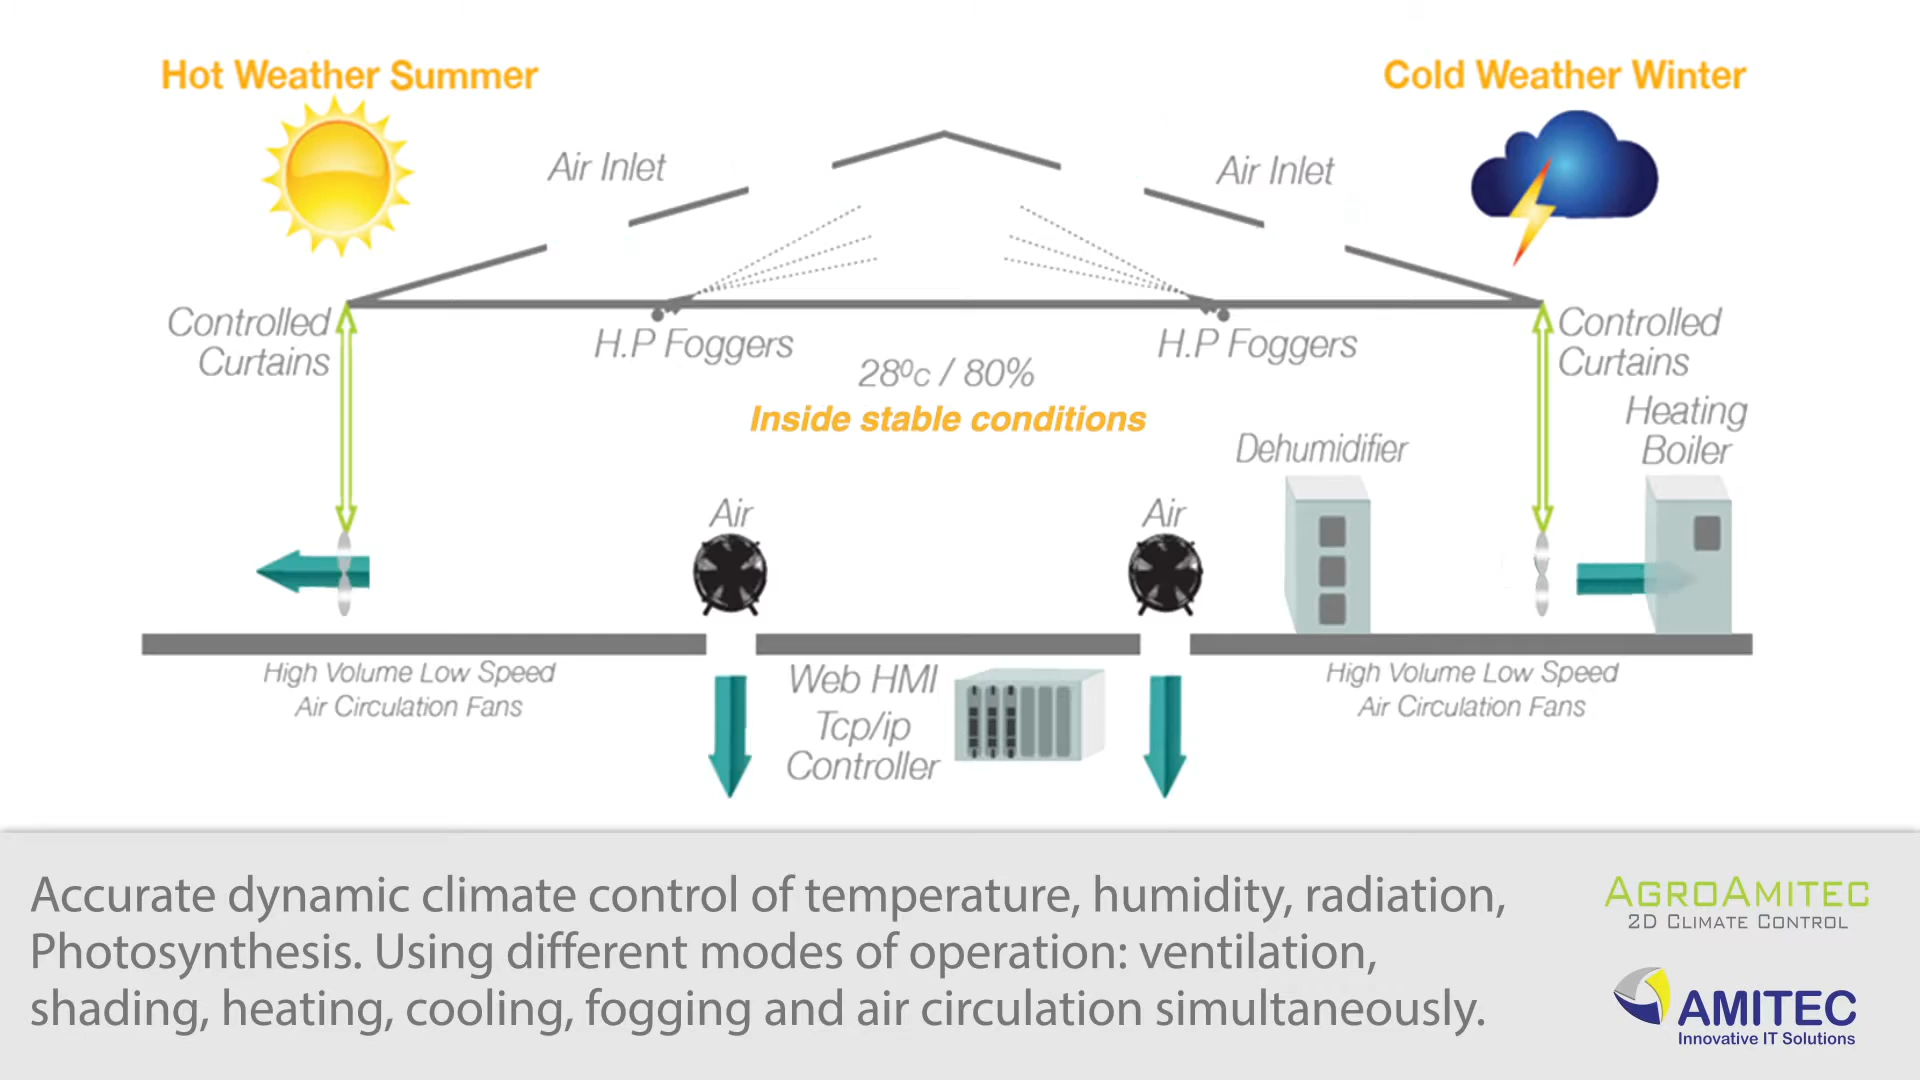 Hot Weather Summer
Cold Weather Winter
Air Inlet
Air Inlet
Controlled
Curtains
H.P Foggers
H.P Foggers
Controlled
Curtains
28ºc / 80%
Inside stable conditions
Heating
Boiler
Dehumidifier
Air
Air
High Volume Low Speed
Air Circulation Fans
Web HMI
Tcp/ip
Controller
High Volume Low Speed
Air Circulation Fans
Accurate dynamic climate control of temperature, humidity, radiation,
Photosynthesis. Using different modes of operation: ventilation,
shading, heating, cooling, fogging and air circulation simultaneously.
AGROAMITEC
2D CLIMATE CONTROL
AMITEC
Innovative IT Solutions